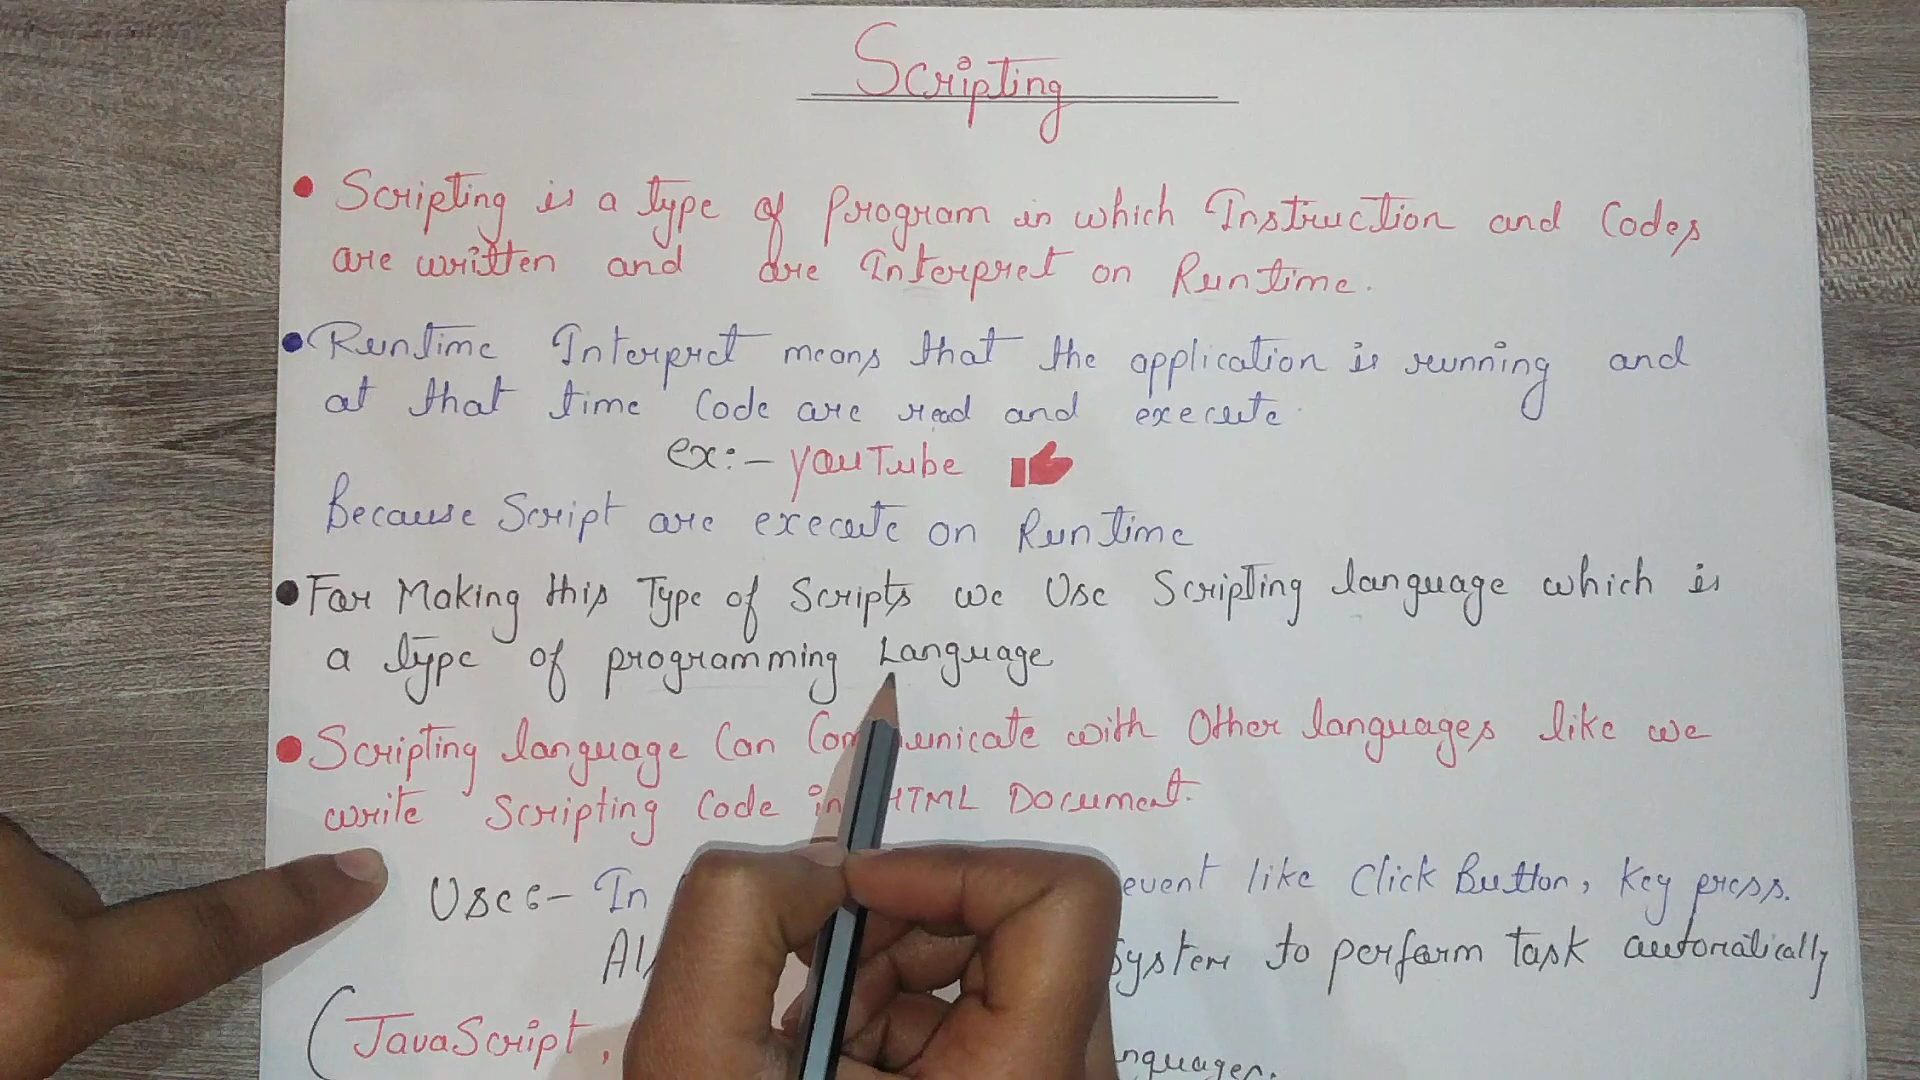 Scripting
• Scripting is a type of Program in which Instruction and Codes
are written and are Interpret on Runtime.
• Runtime Interpret means that the application is running and
at that time Code are read and execute
ex:- YouTube
Because Script are execute on Runtime
• For Making this Type of Scripts we Use Scripting language which is
a type of programming Language
• Scripting language Can Communicate with Other languages like we
write Scripting Code in HTML Document.
Use:- In event like Click Button, Key press.
System to perform task automatically
(JavaScript,